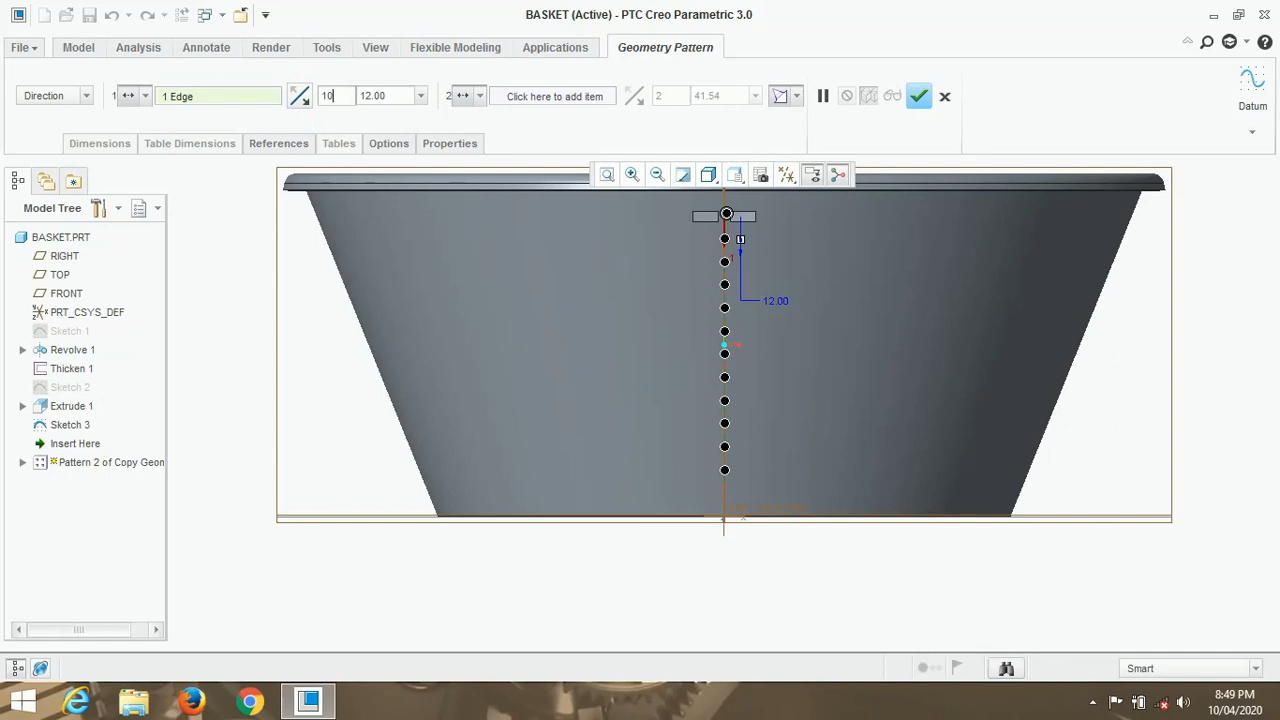 BASKET (Active) - PTC Creo Parametric 3.0
File Model Analysis Annotate Render Tools View Flexible Modeling Applications Geometry Pattern
Direction 1 1 Edge 10 12.00 2 Click here to add item 2 41.54
Datum
Dimensions Table Dimensions References Tables Options Properties
Model Tree
BASKET.PRT
RIGHT
TOP
FRONT
PRT_CSYS_DEF
Sketch 1
Revolve 1
Thicken 1
Sketch 2
Extrude 1
Sketch 3
Insert Here
Pattern 2 of Copy Geon
1
12.00
Smart
8:49 PM
10/04/2020